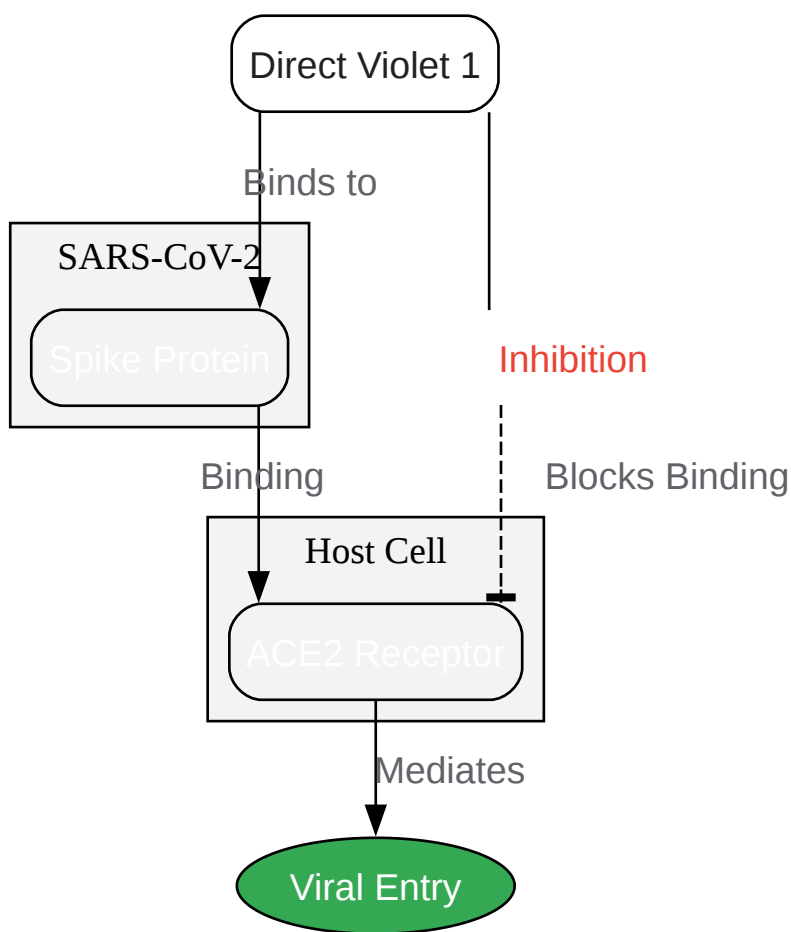 Direct Violet 1
Binds to
SARS-CoV-2
Spike Protein
Inhibition
Binding
Blocks Binding
Host Cell
ACE2 Receptor
Mediates
Viral Entry